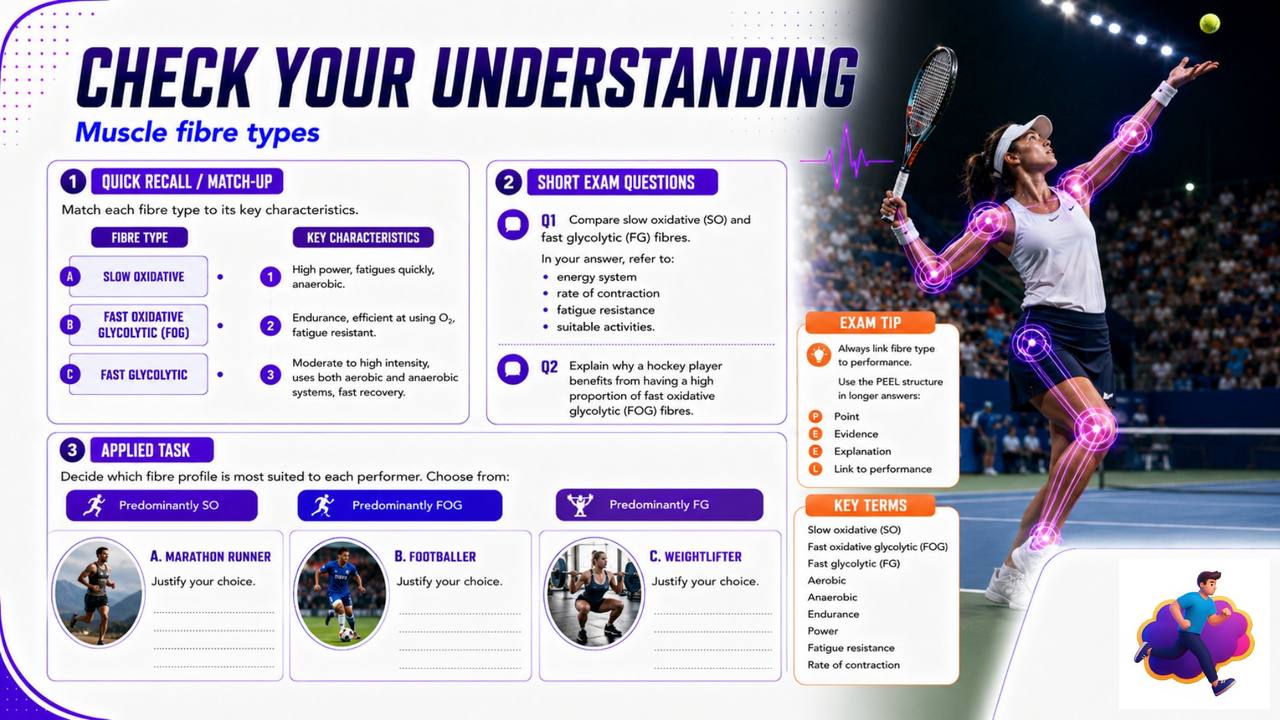 CHECK YOUR UNDERSTANDING
Muscle fibre types
1 QUICK RECALL / MATCH-UP
Match each fibre type to its key characteristics.
FIBRE TYPE
KEY CHARACTERISTICS
A SLOW OXIDATIVE •
1 High power, fatigues quickly,
anaerobic.
B FAST OXIDATIVE
GLYCOLYTIC (FOG) •
2 Endurance, efficient at using O₂,
fatigue resistant.
C FAST GLYCOLYTIC •
3 Moderate to high intensity,
uses both aerobic and anaerobic
systems, fast recovery.
2 SHORT EXAM QUESTIONS
Q1 Compare slow oxidative (SO) and
fast glycolytic (FG) fibres.
In your answer, refer to:
• energy system
• rate of contraction
• fatigue resistance
• suitable activities.
Q2 Explain why a hockey player
benefits from having a high
proportion of fast oxidative
glycolytic (FOG) fibres.
3 APPLIED TASK
Decide which fibre profile is most suited to each performer. Choose from:
Predominantly SO
Predominantly FOG
Predominantly FG
A. MARATHON RUNNER
Justify your choice.
B. FOOTBALLER
Justify your choice.
C. WEIGHTLIFTER
Justify your choice.
EXAM TIP
Always link fibre type
to performance.
Use the PEEL structure
in longer answers:
P Point
E Evidence
E Explanation
L Link to performance
KEY TERMS
Slow oxidative (SO)
Fast oxidative glycolytic (FOG)
Fast glycolytic (FG)
Aerobic
Anaerobic
Endurance
Power
Fatigue resistance
Rate of contraction